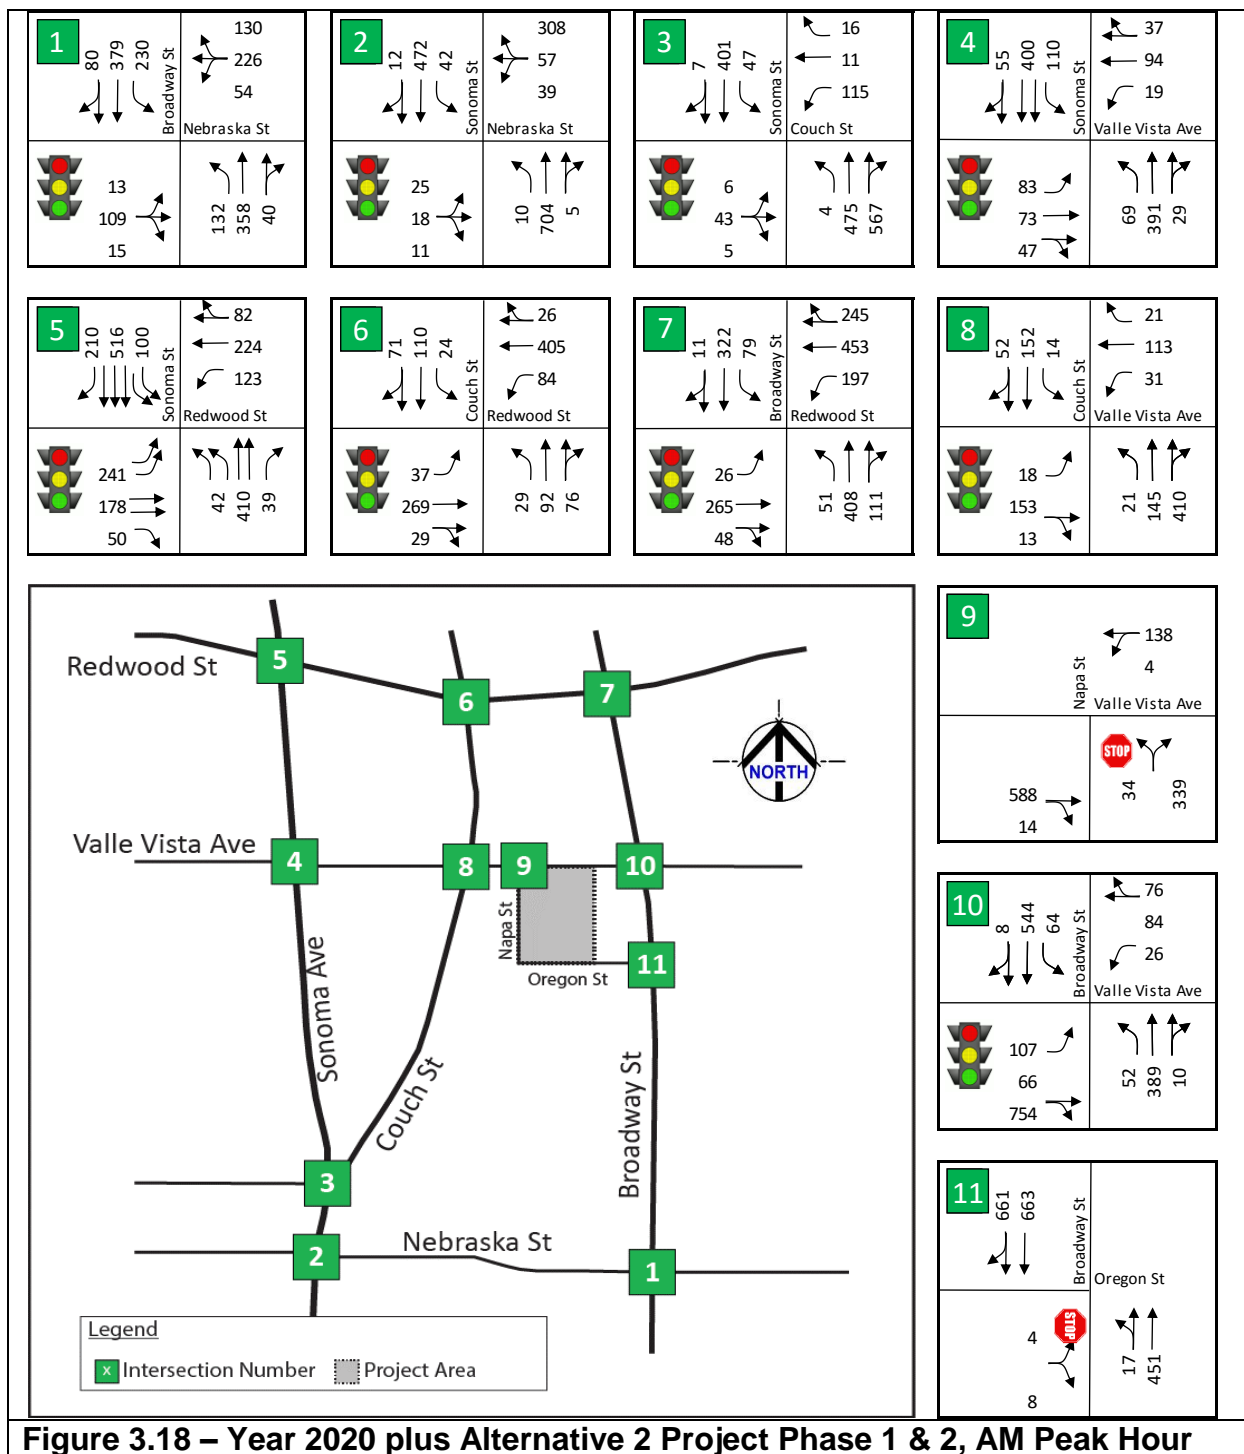 1
80 379 230
Broadway St
130
226
54
Nebraska St
13
109
15
132 358 40
2
12 472 42
Sonoma St
308
57
39
Nebraska St
25
18
11
10 704 5
3
7 401 47
Sonoma St
16
11
115
Couch St
6
43
5
4 475 567
4
55 400 110
Sonoma St
37
94
19
Valle Vista Ave
83
73
47
69 391 29
5
210 516 100
Sonoma St
82
224
123
Redwood St
241
178
50
42 410 39
6
71 110 24
Couch St
26
405
84
Redwood St
37
269
29
29 92 76
7
11 322 79
Broadway St
245
453
197
Redwood St
26
265
48
51 408 111
8
52 152 14
Couch St
21
113
31
Valle Vista Ave
18
153
13
21 145 410
9
Napa St
138
4
Valle Vista Ave
588
14
STOP
34 339
10
8 544 64
Broadway St
76
84
26
Valle Vista Ave
107
66
754
52 389 10
11
661 663
Broadway St
Oregon St
4
STOP
8
17 451
Redwood St
5
6
7
NORTH
Valle Vista Ave
4
8
9
10
Napa St
Oregon St
11
Sonoma Ave
Couch St
Broadway St
3
2
Nebraska St
1
Legend
x Intersection Number Project Area
Figure 3.18 – Year 2020 plus Alternative 2 Project Phase 1 & 2, AM Peak Hour